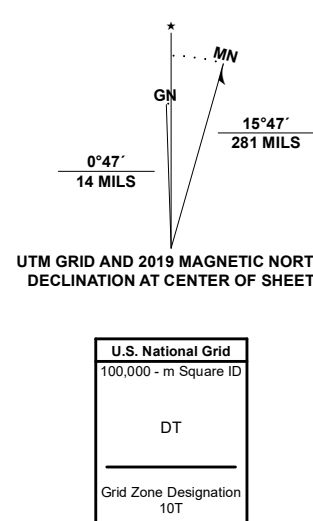 ★
MN
GN
15°47´
281 MILS
0°47´
14 MILS
UTM GRID AND 2019 MAGNETIC NORT
DECLINATION AT CENTER OF SHEET
U.S. National Grid
100,000 - m Square ID
DT
Grid Zone Designation
10T